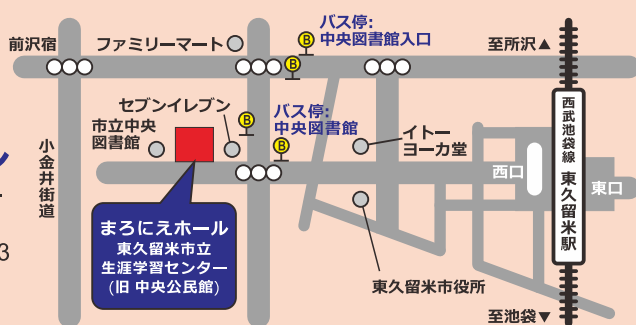 バス停:
中央図書館入口
前沢宿
ファミリーマート
至所沢▲
B
B
セブンイレブン
バス停:
中央図書館
B
B
市立中央
図書館
イトー
ヨーカ堂
小金井街道
西武池袋線 東久留米駅
西口
東口
まろにえホール
東久留米市立
生涯学習センター
(旧 中央公民館)
3
東久留米市役所
至池袋▼